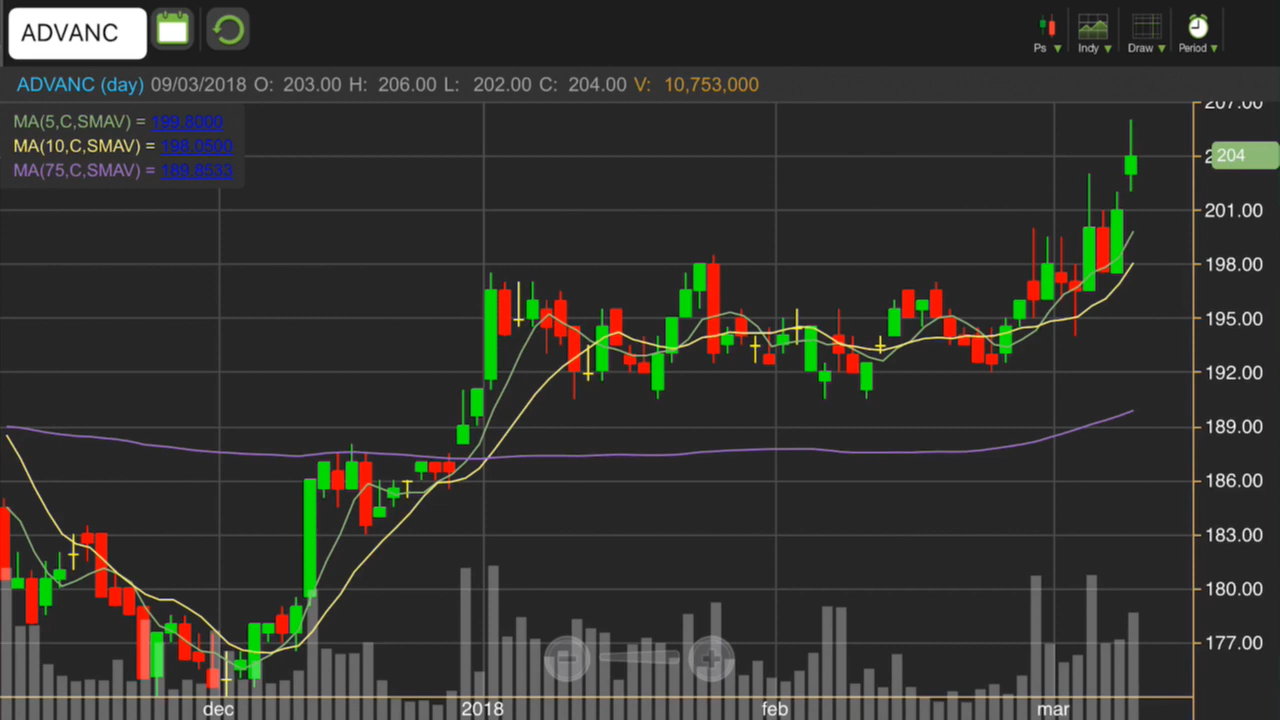 ADVANC
Ps Indy Draw Period
ADVANC (day) 09/03/2018 O: 203.00 H: 206.00 L: 202.00 C: 204.00 V: 10,753,000
MA(5,C,SMAV) = 199.8000
MA(10,C,SMAV) = 198.0500
MA(75,C,SMAV) = 189.8533
207.00
204
201.00
198.00
195.00
192.00
189.00
186.00
183.00
180.00
177.00
dec 2018 feb mar